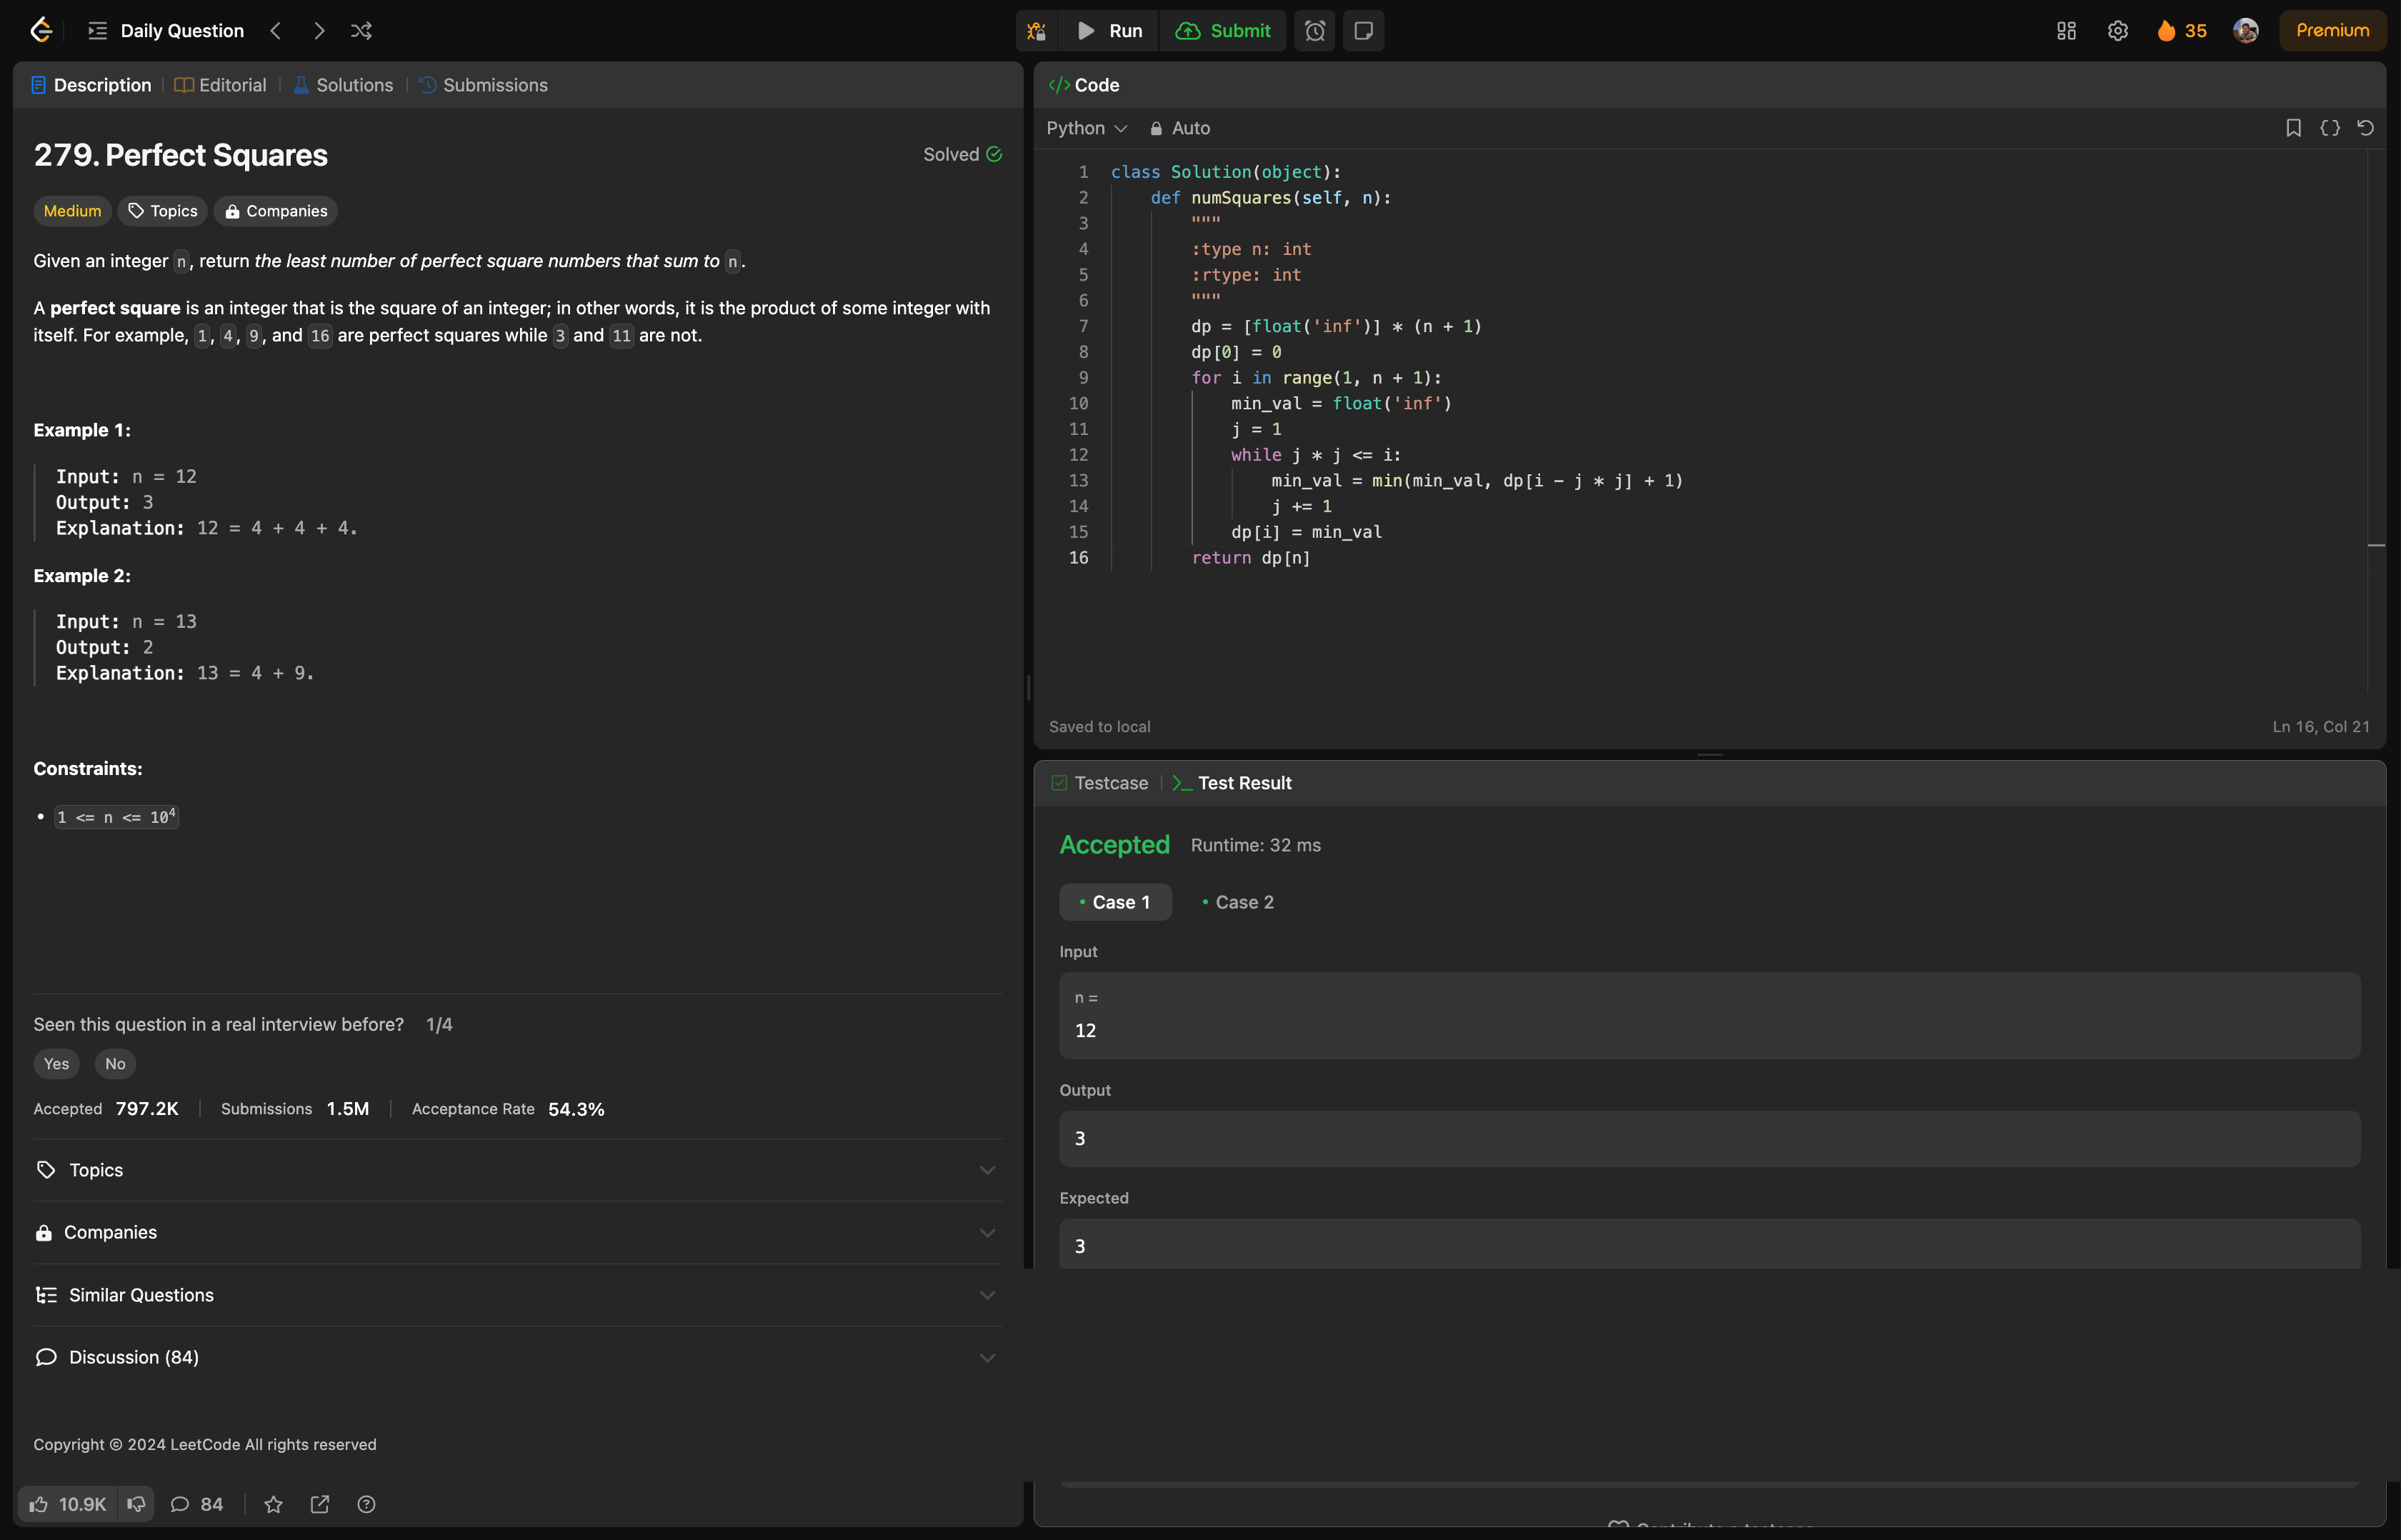 Daily Question
Run
Submit
35
Premium
Description
Editorial
Solutions
Submissions
279. Perfect Squares
Solved
Medium
Topics
Companies
Given an integer n, return the least number of perfect square numbers that sum to n.
A perfect square is an integer that is the square of an integer; in other words, it is the product of some integer with
itself. For example, 1, 4, 9, and 16 are perfect squares while 3 and 11 are not.
Example 1:
Input: n = 12
Output: 3
Explanation: 12 = 4 + 4 + 4.
Example 2:
Input: n = 13
Output: 2
Explanation: 13 = 4 + 9.
Constraints:
• 1 <= n <= 10⁴
Seen this question in a real interview before? 1/4
Yes
No
Accepted 797.2K
Submissions 1.5M
Acceptance Rate 54.3%
Topics
Companies
Similar Questions
Discussion (84)
Copyright © 2024 LeetCode All rights reserved
10.9K
84
</> Code
Python
Auto
1 class Solution(object):
2     def numSquares(self, n):
3         """
4         :type n: int
5         :rtype: int
6         """
7         dp = [float('inf')] * (n + 1)
8         dp[0] = 0
9         for i in range(1, n + 1):
10             min_val = float('inf')
11             j = 1
12             while j * j <= i:
13                 min_val = min(min_val, dp[i - j * j] + 1)
14                 j += 1
15             dp[i] = min_val
16         return dp[n]
Saved to local
Ln 16, Col 21
Testcase
Test Result
Accepted
Runtime: 32 ms
• Case 1
• Case 2
Input
n =
12
Output
3
Expected
3